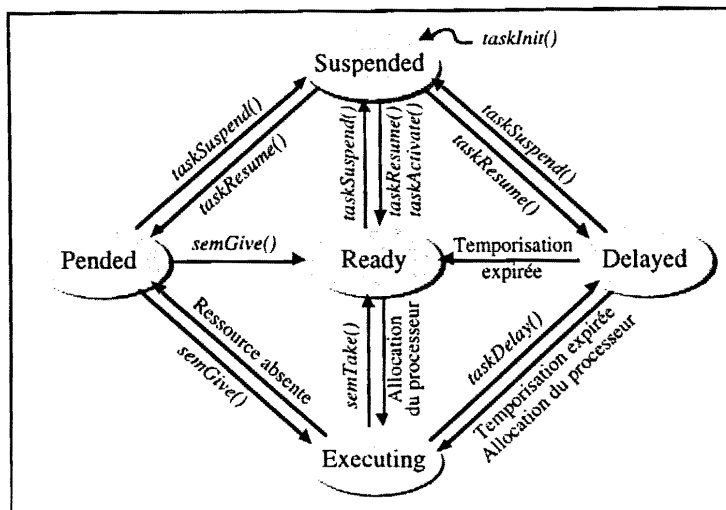 taskInit()
Suspended
taskSuspend()
taskResume()
taskSuspend()
taskResume()
taskActivate()
taskSuspend()
taskResume()
Pended
semGive()
Ready
Temporisation
expirée
Delayed
Ressource absente
semGive()
semTake()
Allocation
du processeur
taskDelay()
Temporisation expirée
Allocation du processeur
Executing